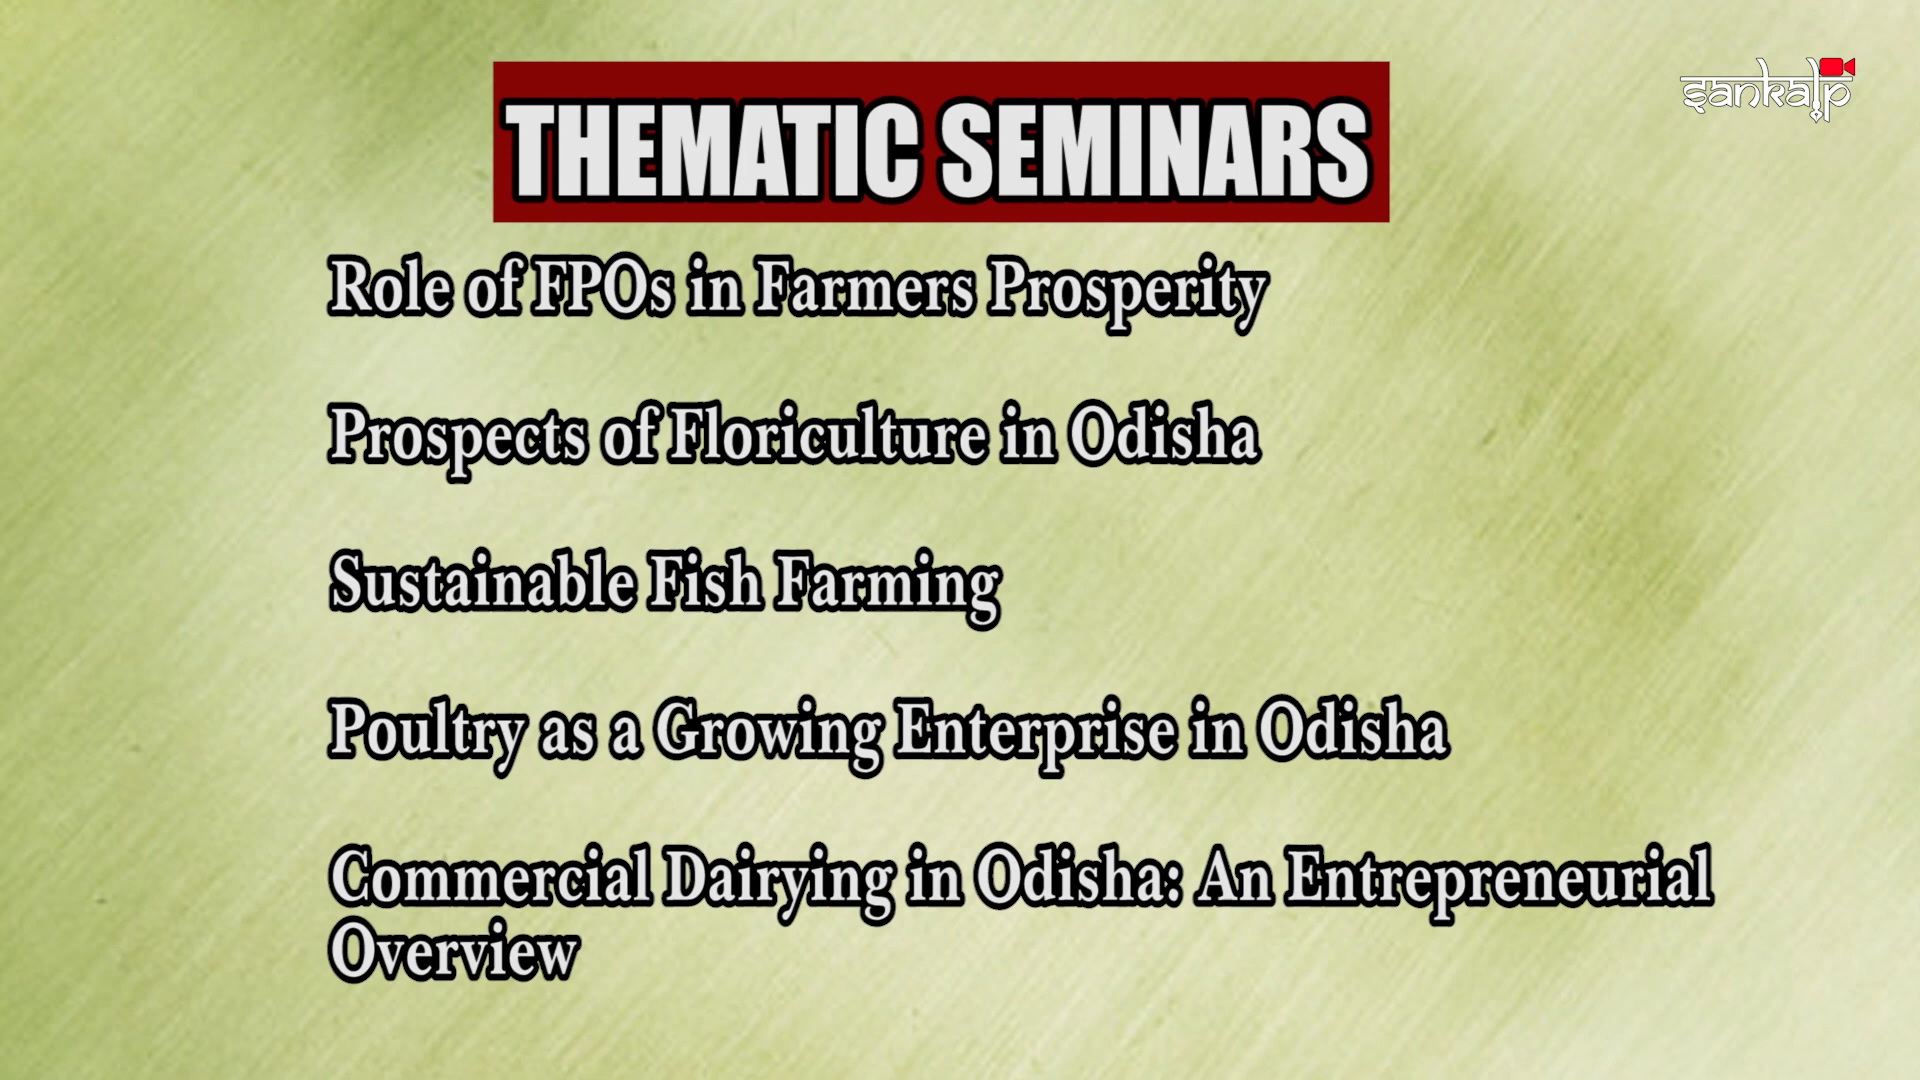 THEMATIC SEMINARS
sankalp
Role of FPOs in Farmers Prosperity
Prospects of Floriculture in Odisha
Sustainable Fish Farming
Poultry as a Growing Enterprise in Odisha
Commercial Dairying in Odisha: An Entrepreneurial
Overview